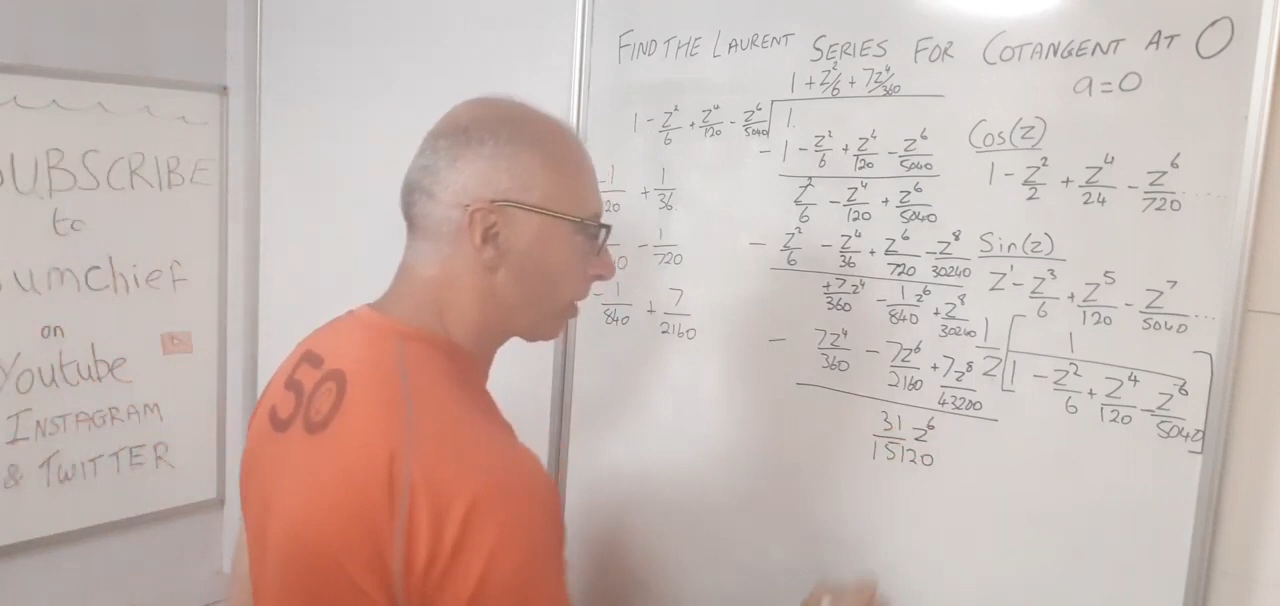 SUBSCRIBE
to
umchief
on
Youtube
INSTAGRAM
& TWITTER
50
FIND THE LAURENT SERIES FOR COTANGENT AT 0
a=0
1 + z²/6 + 7z⁴/360
1 - z²/6 + z⁴/120 - z⁶/5040 | 1.
- 1 - z²/6 + z⁴/120 - z⁶/5040
z²/6 - z⁴/120 + z⁶/5040
- z²/6 - z⁴/36 + z⁶/720 - z⁸/30240
+7z⁴/360 - 1z⁶/840 + z⁸/30240
- 7z⁴/360 - 7z⁶/2160 + 7z⁸/43200
31/15120 z⁶
-1/120 + 1/36
- 1/720
-1/840 + 7/2160
Cos(z)
1 - z²/2 + z⁴/24 - z⁶/720 ....
Sin(z)
z¹ - z³/6 + z⁵/120 - z⁷/5040 ...
1/z [1/(1 - z²/6 + z⁴/120 - z⁶/5040)]